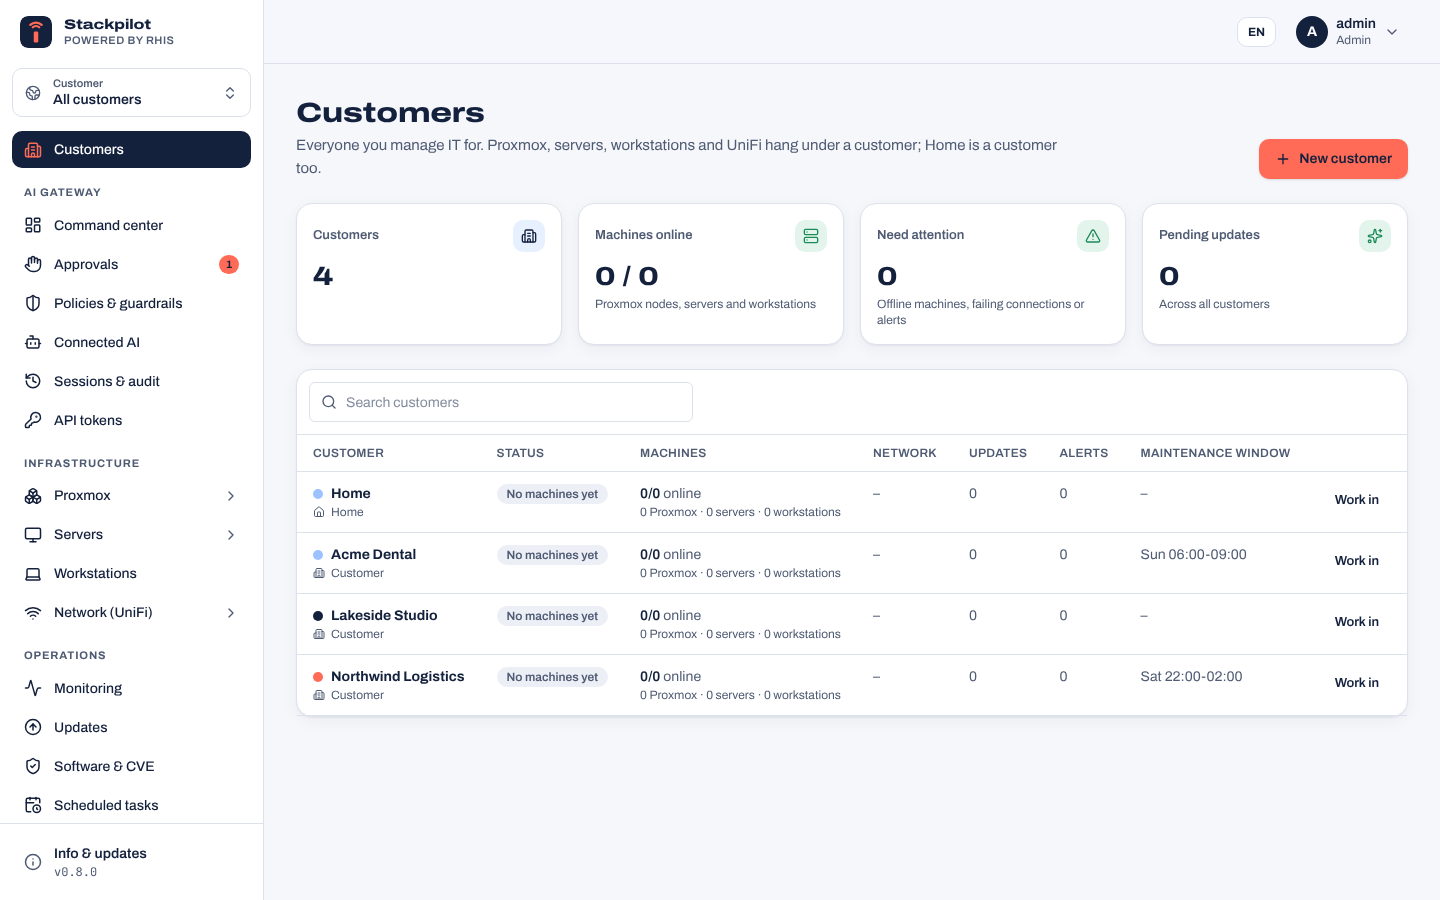 Stackpilot
POWERED BY RHIS
Customer
All customers
Customers
AI GATEWAY
Command center
Approvals
1
Policies & guardrails
Connected AI
Sessions & audit
API tokens
INFRASTRUCTURE
Proxmox
Servers
Workstations
Network (UniFi)
OPERATIONS
Monitoring
Updates
Software & CVE
Scheduled tasks
Info & updates
v0.8.0
EN
A
admin
Admin
Customers
Everyone you manage IT for. Proxmox, servers, workstations and UniFi hang under a customer; Home is a customer
too.
New customer
Customers
4
Machines online
0 / 0
Proxmox nodes, servers and workstations
Need attention
0
Offline machines, failing connections or
alerts
Pending updates
0
Across all customers
Search customers
CUSTOMER STATUS MACHINES NETWORK UPDATES ALERTS MAINTENANCE WINDOW
Home No machines yet 0/0 online – 0 0 – Work in
Home 0 Proxmox · 0 servers · 0 workstations
Acme Dental No machines yet 0/0 online – 0 0 Sun 06:00-09:00 Work in
Customer 0 Proxmox · 0 servers · 0 workstations
Lakeside Studio No machines yet 0/0 online – 0 0 – Work in
Customer 0 Proxmox · 0 servers · 0 workstations
Northwind Logistics No machines yet 0/0 online – 0 0 Sat 22:00-02:00 Work in
Customer 0 Proxmox · 0 servers · 0 workstations